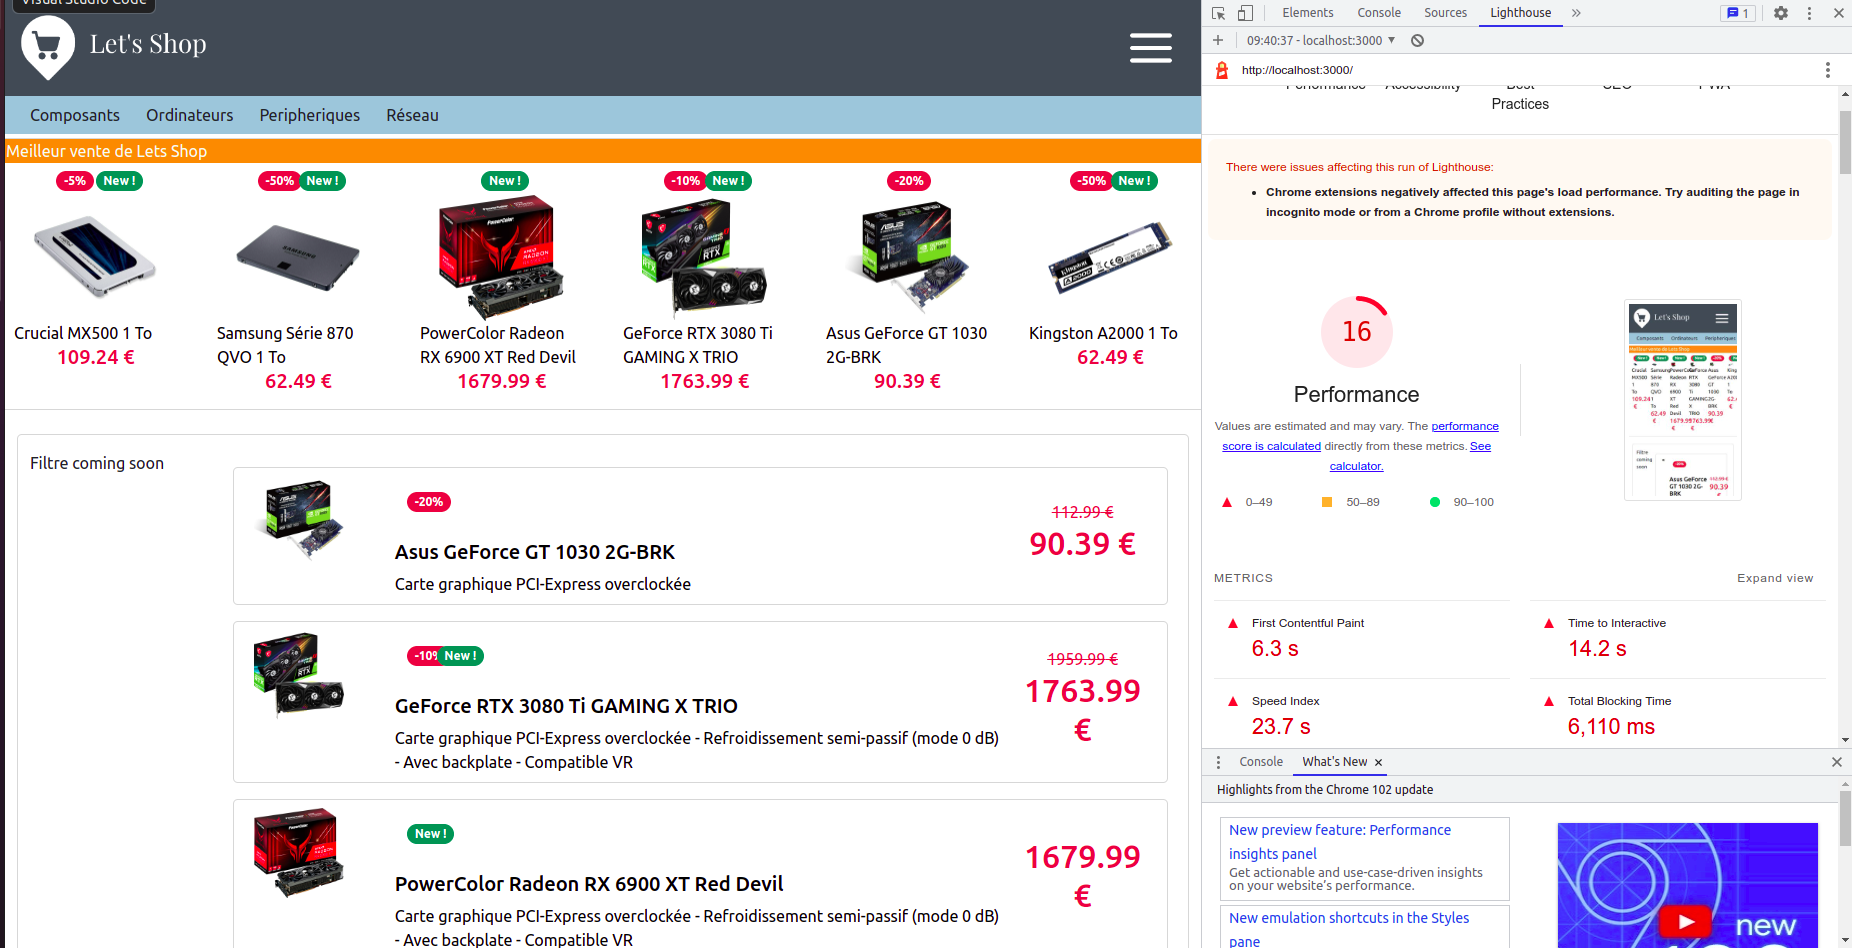 Visual Studio Code
Let's Shop
Composants Ordinateurs Peripheriques Réseau
Meilleur vente de Lets Shop
-5% New !
-50% New !
New !
-10% New !
-20%
-50% New !
Crucial MX500 1 To
109.24 €
Samsung Série 870
QVO 1 To
62.49 €
PowerColor Radeon
RX 6900 XT Red Devil
1679.99 €
GeForce RTX 3080 Ti
GAMING X TRIO
1763.99 €
Asus GeForce GT 1030
2G-BRK
90.39 €
Kingston A2000 1 To
62.49 €
Filtre coming soon
-20%
Asus GeForce GT 1030 2G-BRK
Carte graphique PCI-Express overclockée
112.99 €
90.39 €
-10% New !
GeForce RTX 3080 Ti GAMING X TRIO
Carte graphique PCI-Express overclockée - Refroidissement semi-passif (mode 0 dB)
- Avec backplate - Compatible VR
1959.99 €
1763.99
€
New !
PowerColor Radeon RX 6900 XT Red Devil
Carte graphique PCI-Express overclockée - Refroidissement semi-passif (mode 0 dB)
- Avec backplate - Compatible VR
1679.99
€
Elements Console Sources Lighthouse 1
09:40:37 - localhost:3000
http://localhost:3000/
Performance Accessibility Best SEO PWA
Practices
There were issues affecting this run of Lighthouse:
Chrome extensions negatively affected this page's load performance. Try auditing the page in
incognito mode or from a Chrome profile without extensions.
16
Performance
Values are estimated and may vary. The performance
score is calculated directly from these metrics. See
calculator.
0–49 50–89 90–100
METRICS Expand view
First Contentful Paint
6.3 s
Time to Interactive
14.2 s
Speed Index
23.7 s
Total Blocking Time
6,110 ms
Console What's New
Highlights from the Chrome 102 update
New preview feature: Performance
insights panel
Get actionable and use-case-driven insights
on your website's performance.
New emulation shortcuts in the Styles
pane
new